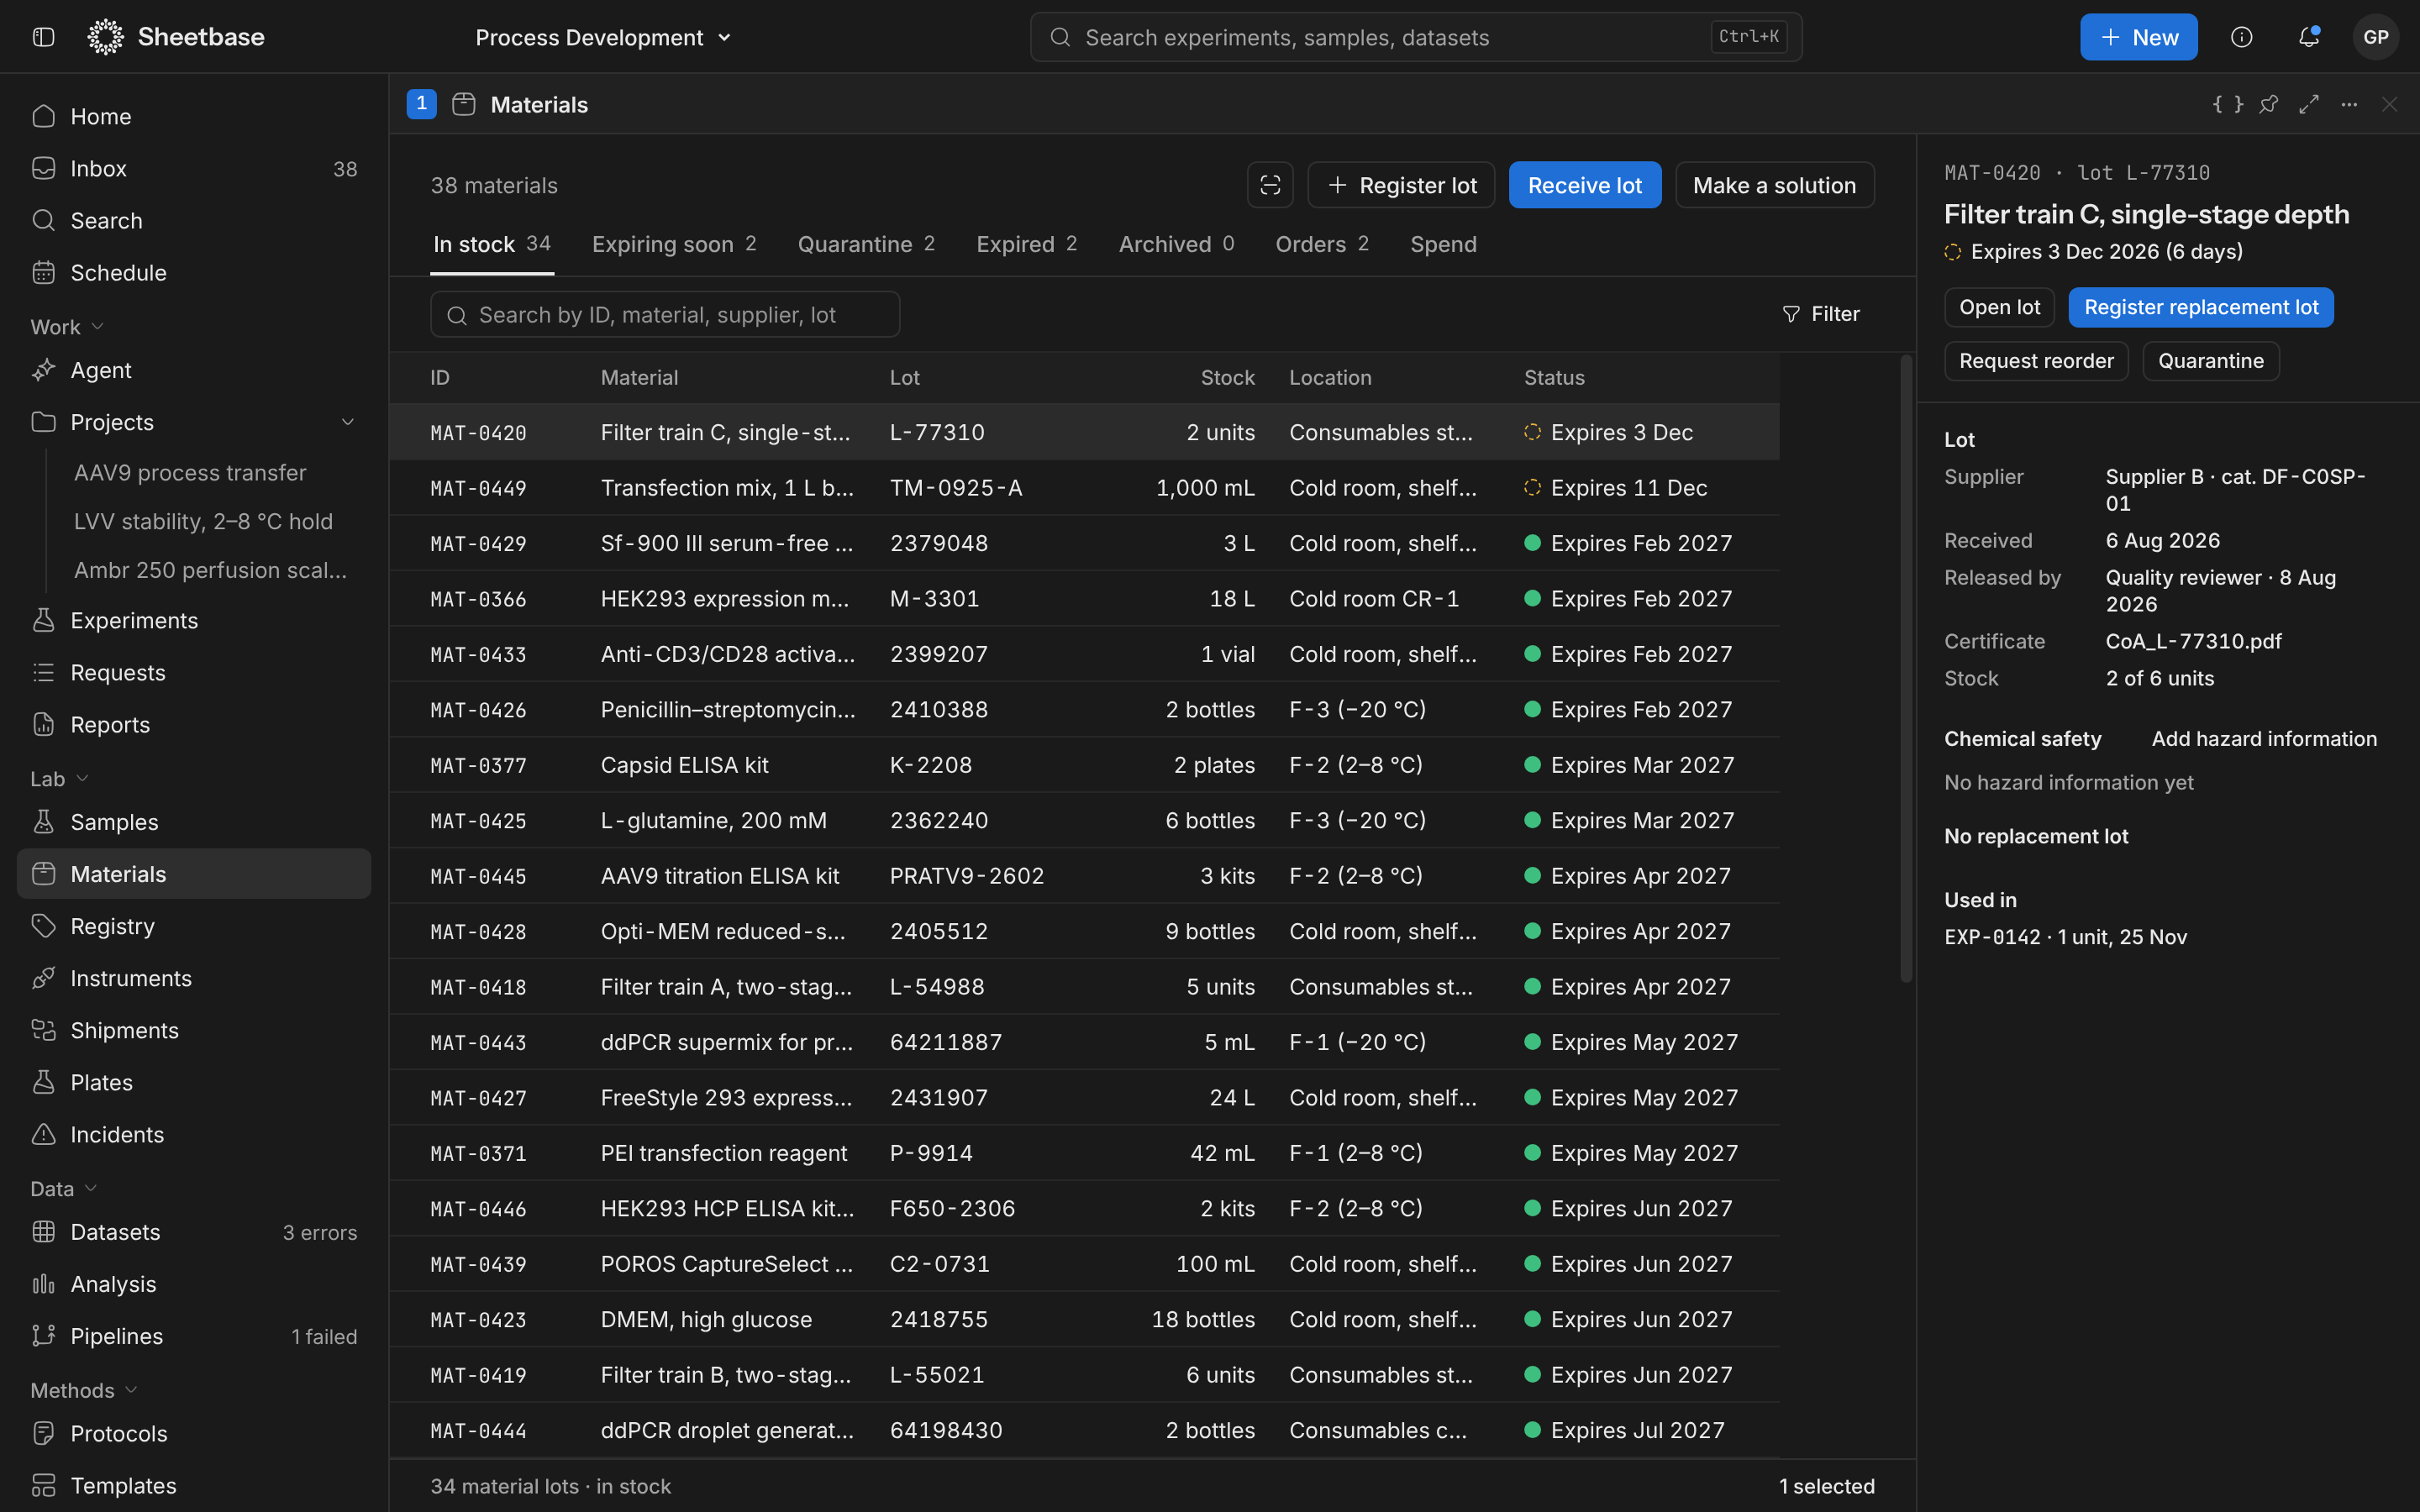 Sheetbase
Process Development
Search experiments, samples, datasets
Ctrl+K
New
GP
Home
Inbox 38
Search
Schedule
Work
Agent
Projects
AAV9 process transfer
LVV stability, 2–8 °C hold
Ambr 250 perfusion scal...
Experiments
Requests
Reports
Lab
Samples
Materials
Registry
Instruments
Shipments
Plates
Incidents
Data
Datasets 3 errors
Analysis
Pipelines 1 failed
Methods
Protocols
Templates
1 Materials
38 materials
Register lot
Receive lot
Make a solution
In stock 34
Expiring soon 2
Quarantine 2
Expired 2
Archived 0
Orders 2
Spend
Search by ID, material, supplier, lot
Filter
ID Material Lot Stock Location Status
MAT-0420 Filter train C, single-st... L-77310 2 units Consumables st... Expires 3 Dec
MAT-0449 Transfection mix, 1 L b... TM-0925-A 1,000 mL Cold room, shelf... Expires 11 Dec
MAT-0429 Sf-900 III serum-free ... 2379048 3 L Cold room, shelf... Expires Feb 2027
MAT-0366 HEK293 expression m... M-3301 18 L Cold room CR-1 Expires Feb 2027
MAT-0433 Anti-CD3/CD28 activa... 2399207 1 vial Cold room, shelf... Expires Feb 2027
MAT-0426 Penicillin–streptomycin... 2410388 2 bottles F-3 (−20 °C) Expires Feb 2027
MAT-0377 Capsid ELISA kit K-2208 2 plates F-2 (2–8 °C) Expires Mar 2027
MAT-0425 L-glutamine, 200 mM 2362240 6 bottles F-3 (−20 °C) Expires Mar 2027
MAT-0445 AAV9 titration ELISA kit PRATV9-2602 3 kits F-2 (2–8 °C) Expires Apr 2027
MAT-0428 Opti-MEM reduced-s... 2405512 9 bottles Cold room, shelf... Expires Apr 2027
MAT-0418 Filter train A, two-stag... L-54988 5 units Consumables st... Expires Apr 2027
MAT-0443 ddPCR supermix for pr... 64211887 5 mL F-1 (−20 °C) Expires May 2027
MAT-0427 FreeStyle 293 express... 2431907 24 L Cold room, shelf... Expires May 2027
MAT-0371 PEI transfection reagent P-9914 42 mL F-1 (2–8 °C) Expires May 2027
MAT-0446 HEK293 HCP ELISA kit... F650-2306 2 kits F-2 (2–8 °C) Expires Jun 2027
MAT-0439 POROS CaptureSelect ... C2-0731 100 mL Cold room, shelf... Expires Jun 2027
MAT-0423 DMEM, high glucose 2418755 18 bottles Cold room, shelf... Expires Jun 2027
MAT-0419 Filter train B, two-stag... L-55021 6 units Consumables st... Expires Jun 2027
MAT-0444 ddPCR droplet generat... 64198430 2 bottles Consumables c... Expires Jul 2027
34 material lots · in stock
1 selected
MAT-0420 · lot L-77310
Filter train C, single-stage depth
Expires 3 Dec 2026 (6 days)
Open lot
Register replacement lot
Request reorder
Quarantine
Lot
Supplier Supplier B · cat. DF-C0SP-
01
Received 6 Aug 2026
Released by Quality reviewer · 8 Aug
2026
Certificate CoA_L-77310.pdf
Stock 2 of 6 units
Chemical safety Add hazard information
No hazard information yet
No replacement lot
Used in
EXP-0142 · 1 unit, 25 Nov